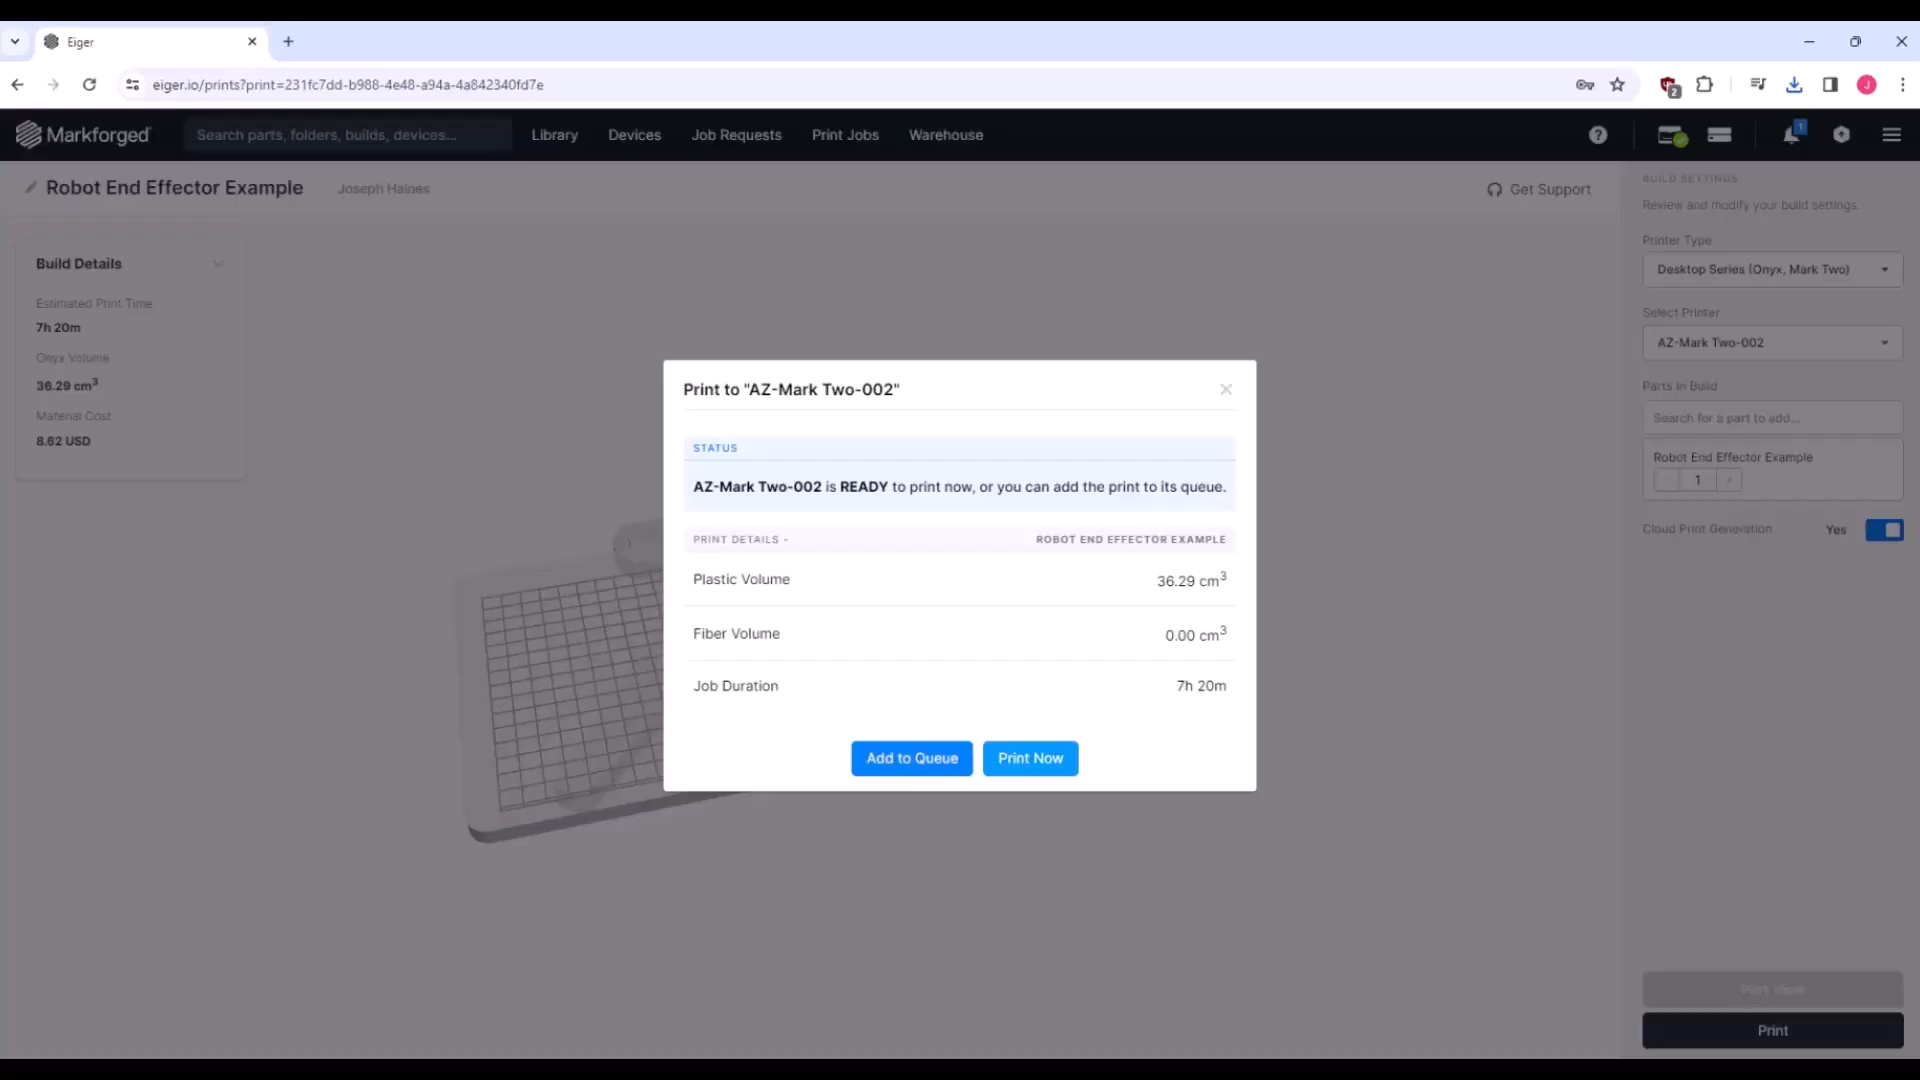 Eiger
eiger.io/prints?print=231fc7dd-b988-4e48-a94a-4a842340fd7e
2
J
Markforged
Search parts, folders, builds, devices...
Library
Devices
Job Requests
Print Jobs
Warehouse
1
Robot End Effector Example
Joseph Haines
Get Support
BUILD SETTINGS
Review and modify your build settings.
Build Details
Estimated Print Time
7h 20m
Onyx Volume
36.29 cm3
Material Cost
8.62 USD
Printer Type
Desktop Series (Onyx, Mark Two)
Select Printer
AZ-Mark Two-002
Parts In Build
Search for a part to add...
Robot End Effector Example
- 1 +
Cloud Print Generation Yes
Print to "AZ-Mark Two-002"
STATUS
AZ-Mark Two-002 is READY to print now, or you can add the print to its queue.
PRINT DETAILS - ROBOT END EFFECTOR EXAMPLE
Plastic Volume 36.29 cm3
Fiber Volume 0.00 cm3
Job Duration 7h 20m
Add to Queue
Print Now
Part View
Print